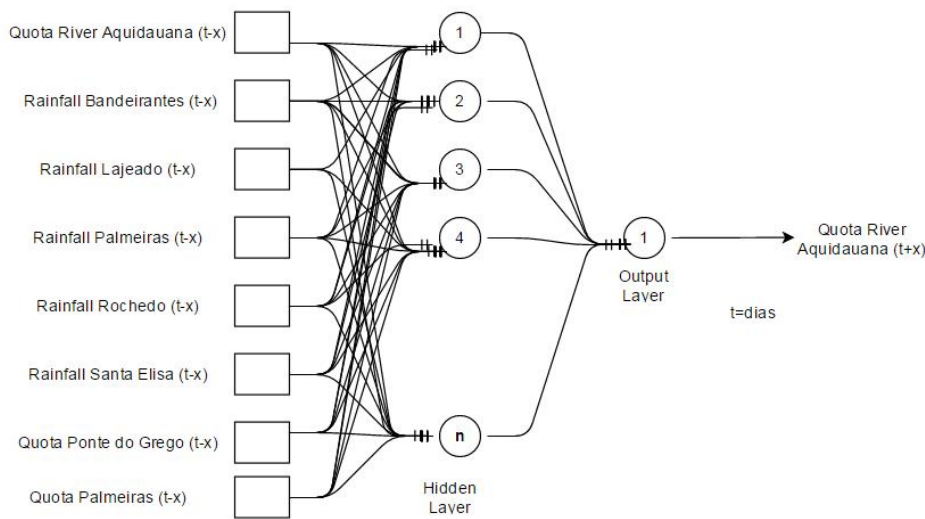 Quota River Aquidauana (t-x)
1
Rainfall Bandeirantes (t-x)
2
Rainfall Lajeado (t-x)
3
Rainfall Palmeiras (t-x)
4
1
Quota River
Aquidauana (t+x)
Output
Layer
t=dias
Rainfall Rochedo (t-x)
Rainfall Santa Elisa (t-x)
Quota Ponte do Grego (t-x)
n
Quota Palmeiras (t-x)
Hidden
Layer